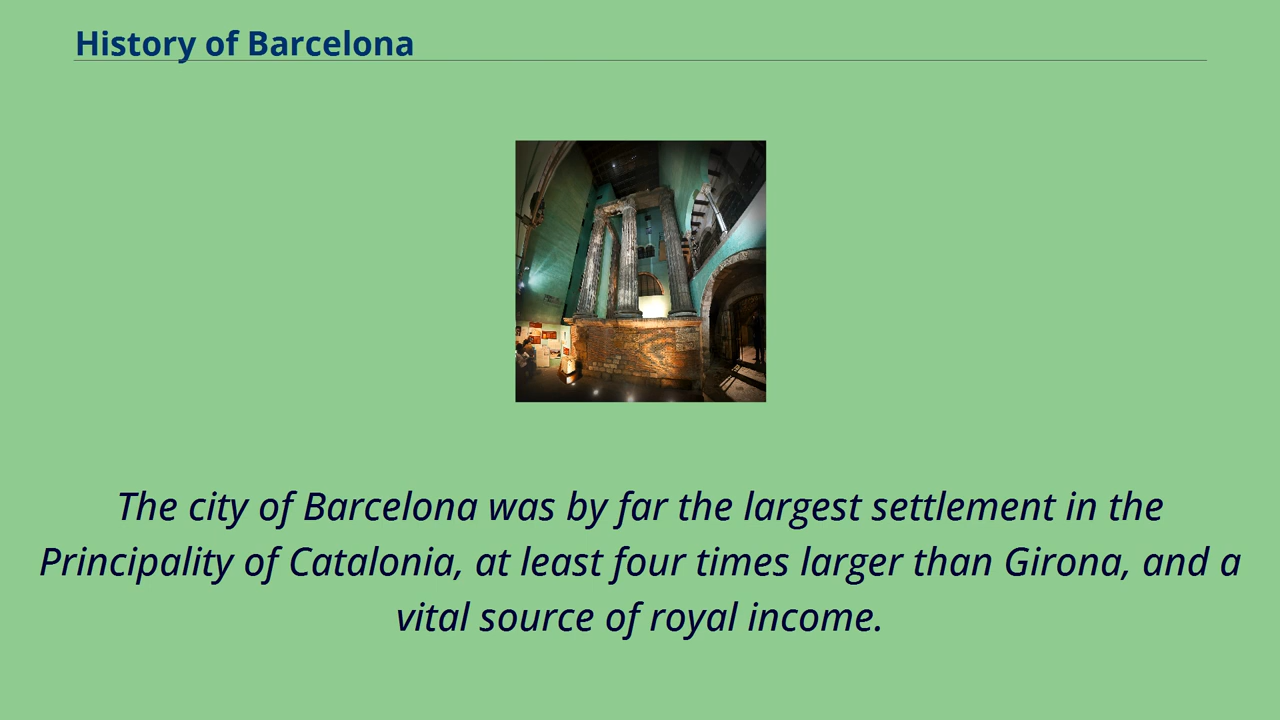 History of Barcelona
The city of Barcelona was by far the largest settlement in the
Principality of Catalonia, at least four times larger than Girona, and a
vital source of royal income.